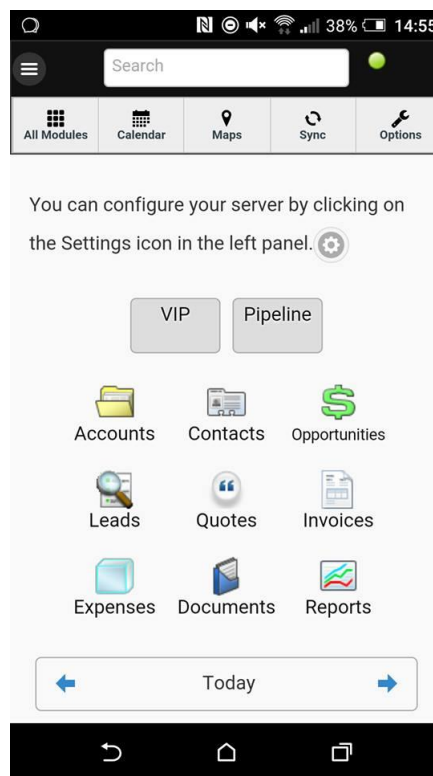 38% 14:55
Search
All Modules Calendar Maps Sync Options
You can configure your server by clicking on
the Settings icon in the left panel.
VIP Pipeline
Accounts Contacts Opportunities
Leads Quotes Invoices
Expenses Documents Reports
Today